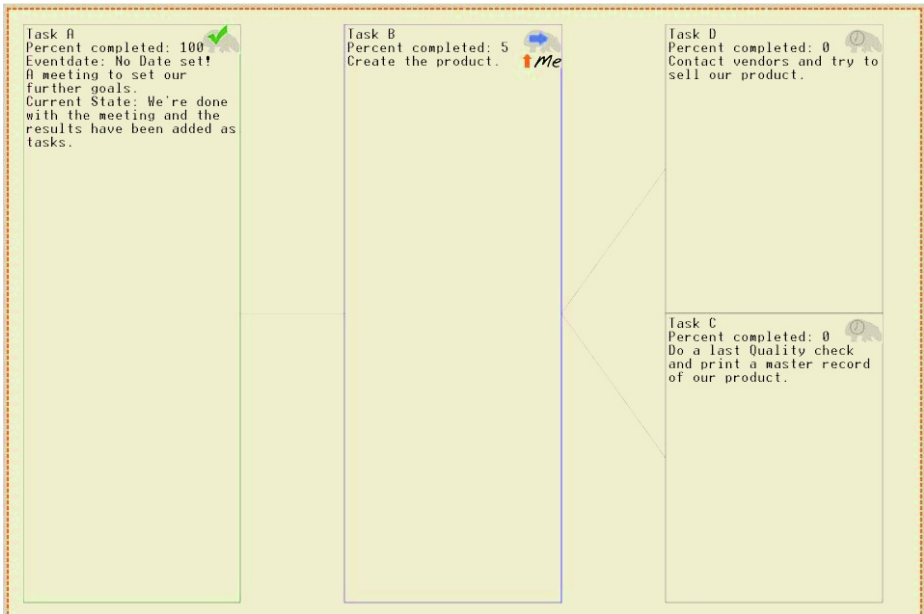 Task A
Percent completed: 100
Eventdate: No Date set!
A meeting to set our
further goals.
Current State: We're done
with the meeting and the
results have been added as
tasks.
Task B
Percent completed: 5
Create the product.
Me
Task D
Percent completed: 0
Contact vendors and try to
sell our product.
Task C
Percent completed: 0
Do a last Quality check
and print a master record
of our product.